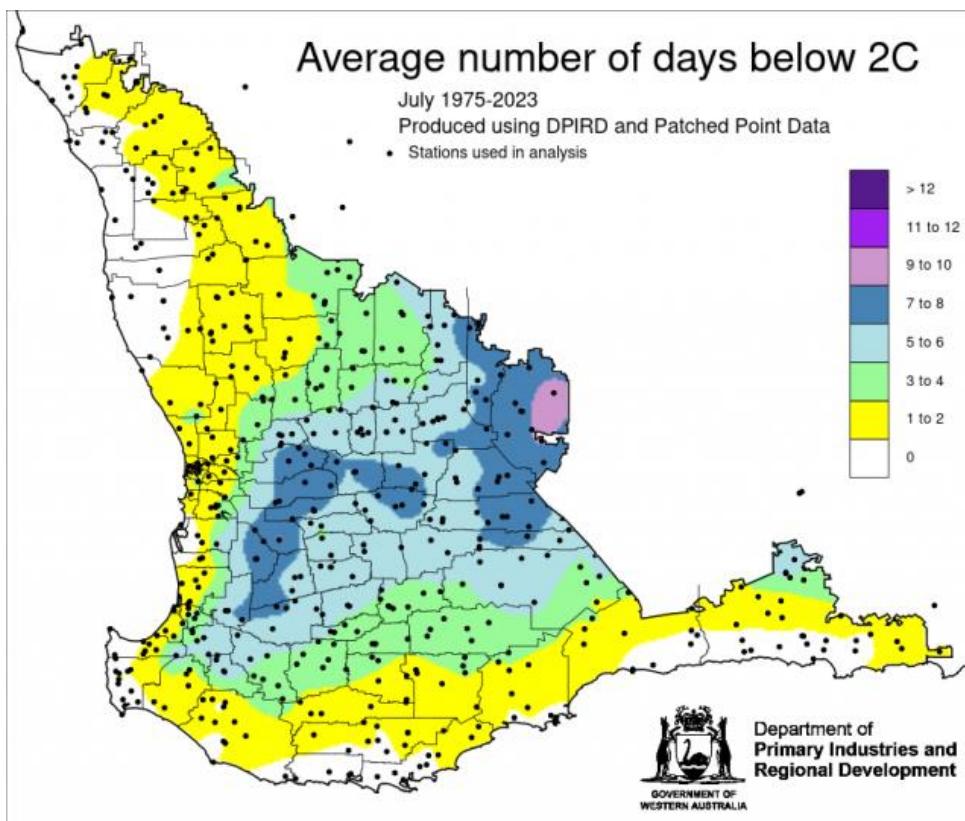 Average number of days below 2C
July 1975-2023
Produced using DPIRD and Patched Point Data
Stations used in analysis
> 12
11 to 12
9 to 10
7 to 8
5 to 6
3 to 4
1 to 2
0
Department of
Primary Industries and
Regional Development
GOVERNMENT OF
WESTERN AUSTRALIA